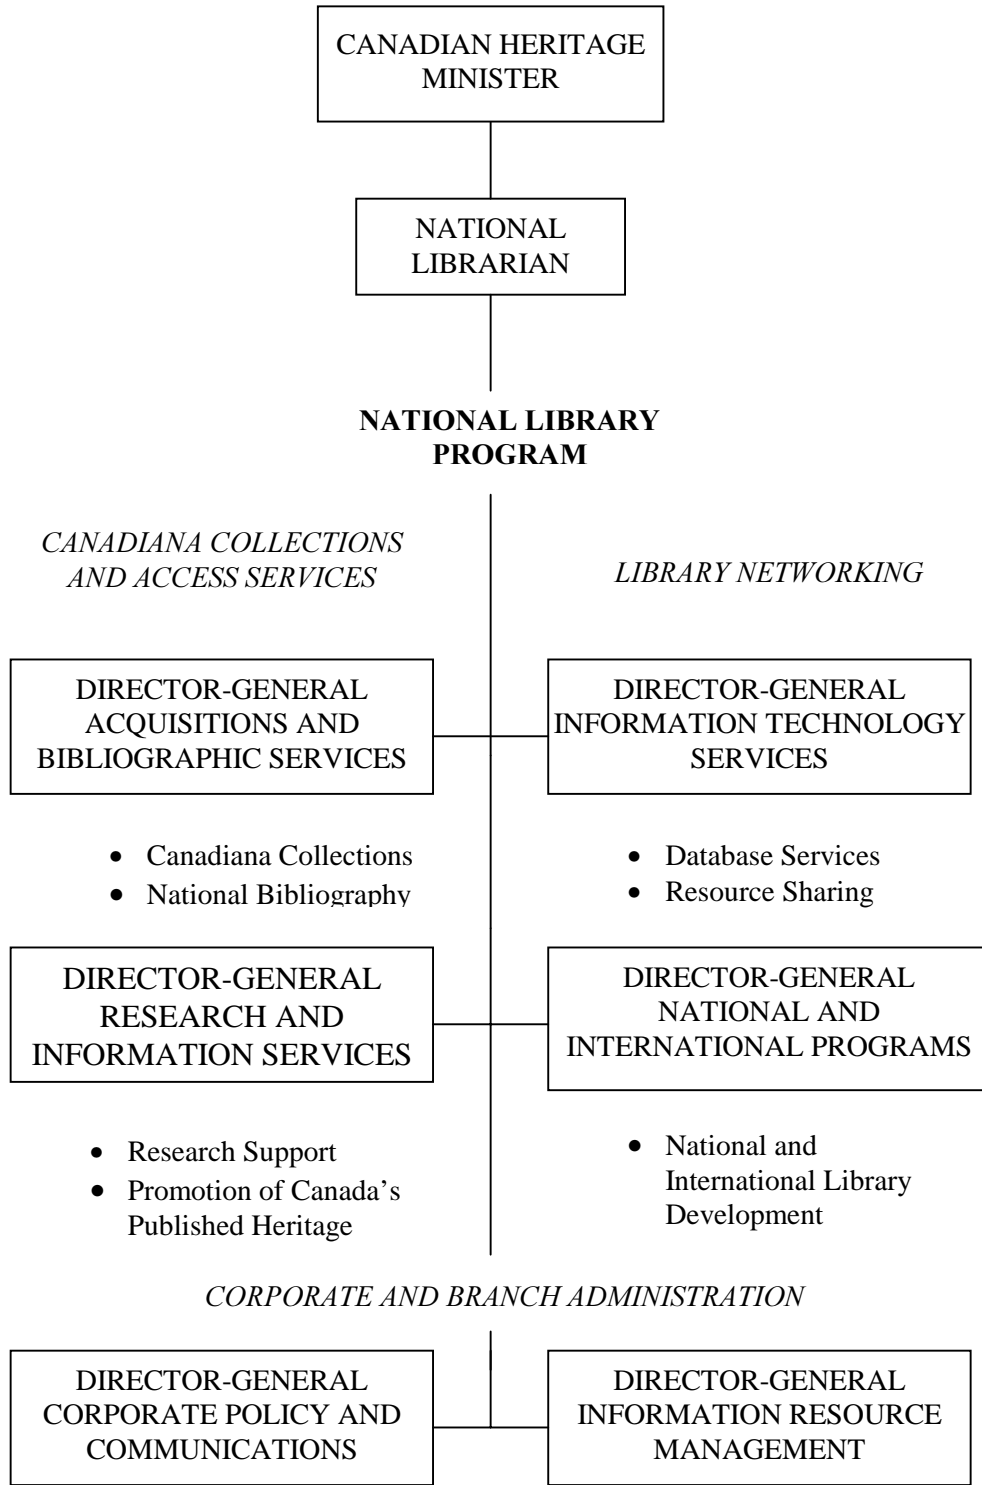 CANADIAN HERITAGE
MINISTER
NATIONAL
LIBRARIAN
NATIONAL LIBRARY
PROGRAM
CANADIANA COLLECTIONS
AND ACCESS SERVICES
LIBRARY NETWORKING
DIRECTOR-GENERAL
ACQUISITIONS AND
BIBLIOGRAPHIC SERVICES
DIRECTOR-GENERAL
INFORMATION TECHNOLOGY
SERVICES
• Canadiana Collections
• National Bibliography
• Database Services
• Resource Sharing
DIRECTOR-GENERAL
RESEARCH AND
INFORMATION SERVICES
DIRECTOR-GENERAL
NATIONAL AND
INTERNATIONAL PROGRAMS
• Research Support
• Promotion of Canada's
Published Heritage
• National and
International Library
Development
CORPORATE AND BRANCH ADMINISTRATION
DIRECTOR-GENERAL
CORPORATE POLICY AND
COMMUNICATIONS
DIRECTOR-GENERAL
INFORMATION RESOURCE
MANAGEMENT